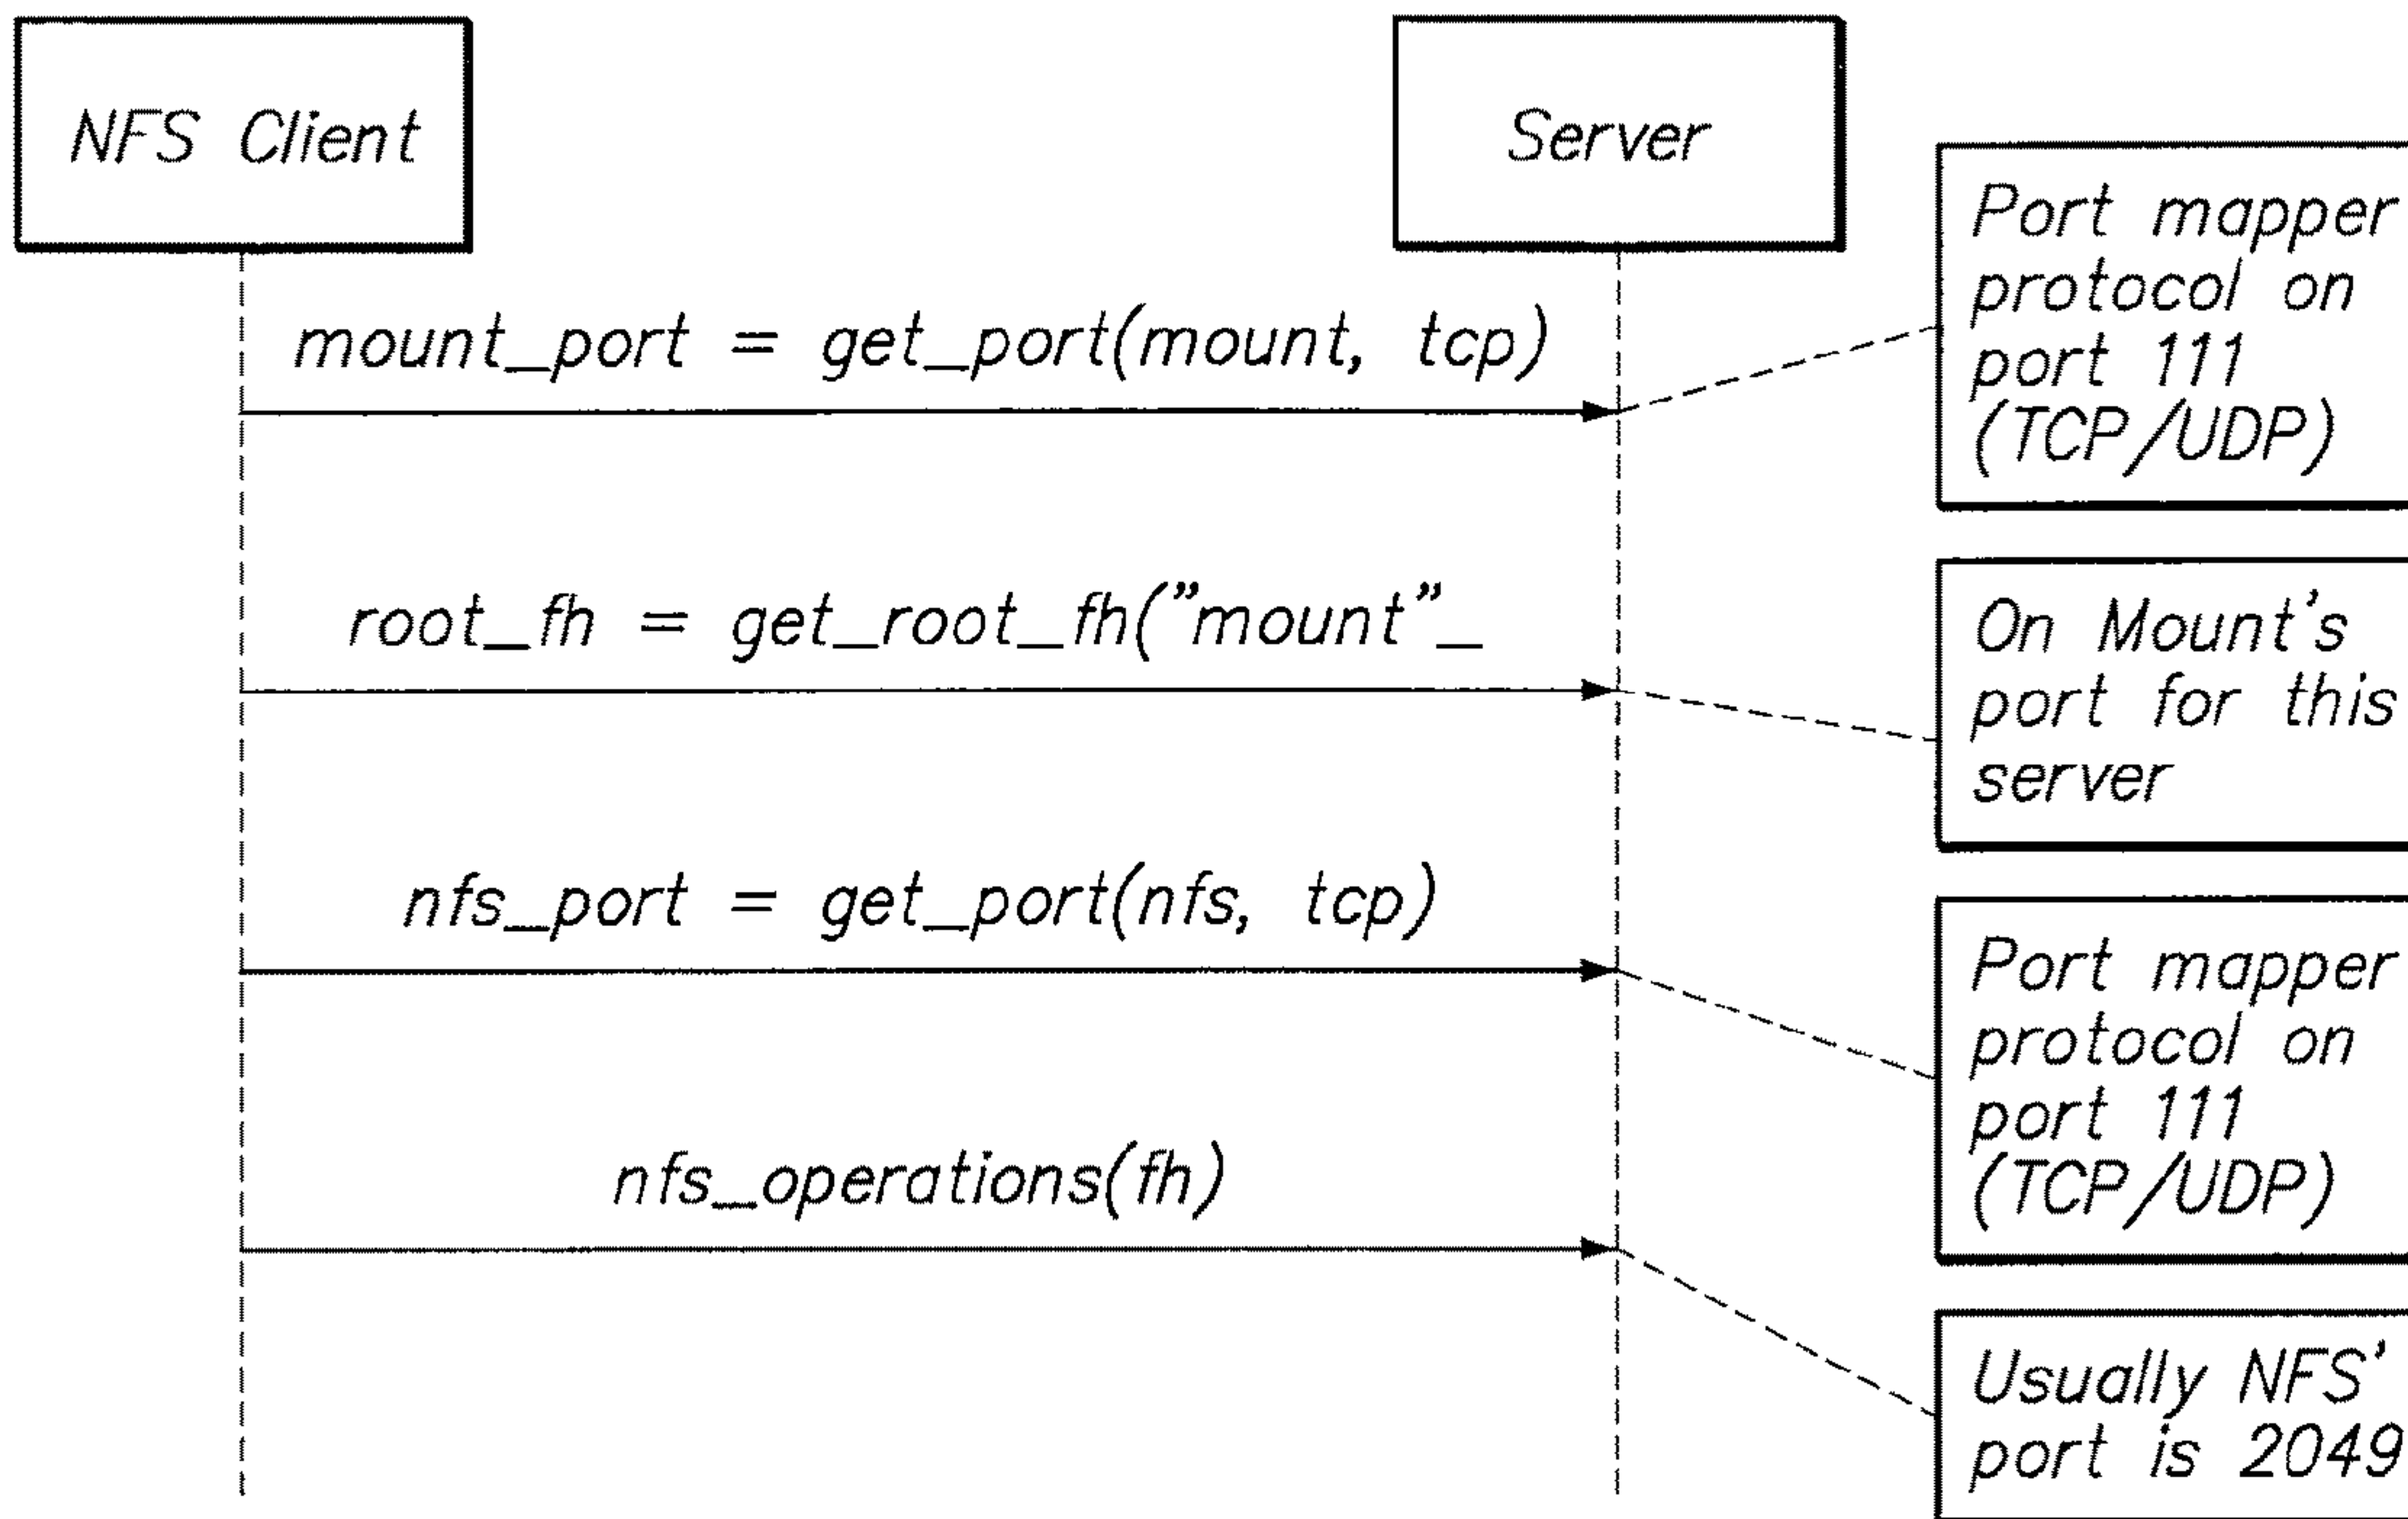 NFS Client
Server
Port mapper
protocol on
port 111
(TCP/UDP)
mount_port = get_port(mount, tcp)
root_fh = get_root_fh("mount"_
On Mount's
port for this
server
nfs_port = get_port(nfs, tcp)
Port mapper
protocol on
port 111
(TCP/UDP)
nfs_operations(fh)
Usually NFS'
port is 2049